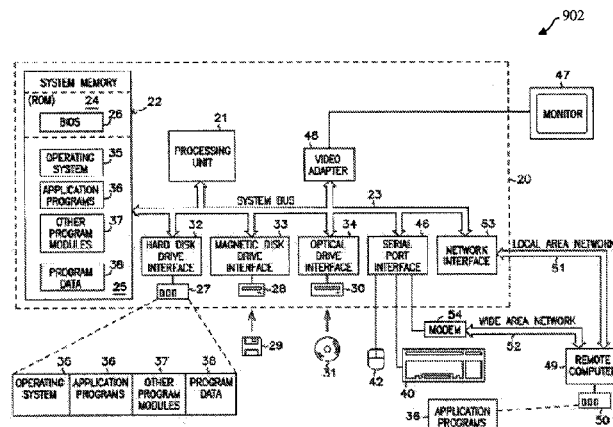 902
SYSTEM MEMORY
(ROM) 24
22
BIOS 26
OPERATING SYSTEM 35
APPLICATION PROGRAMS 36
OTHER PROGRAM MODULES 37
PROGRAM DATA 38
25
21
PROCESSING UNIT
48
VIDEO ADAPTER
47
MONITOR
20
SYSTEM BUS
23
32
HARD DISK DRIVE INTERFACE
33
MAGNETIC DISK DRIVE INTERFACE
34
OPTICAL DRIVE INTERFACE
46
SERIAL PORT INTERFACE
53
NETWORK INTERFACE
LOCAL AREA NETWORK
51
27
28
30
29
31
42
40
54
MODEM
WIDE AREA NETWORK
52
49
REMOTE COMPUTER
50
36
APPLICATION PROGRAMS
35
OPERATING SYSTEM
36
APPLICATION PROGRAMS
37
OTHER PROGRAM MODULES
38
PROGRAM DATA